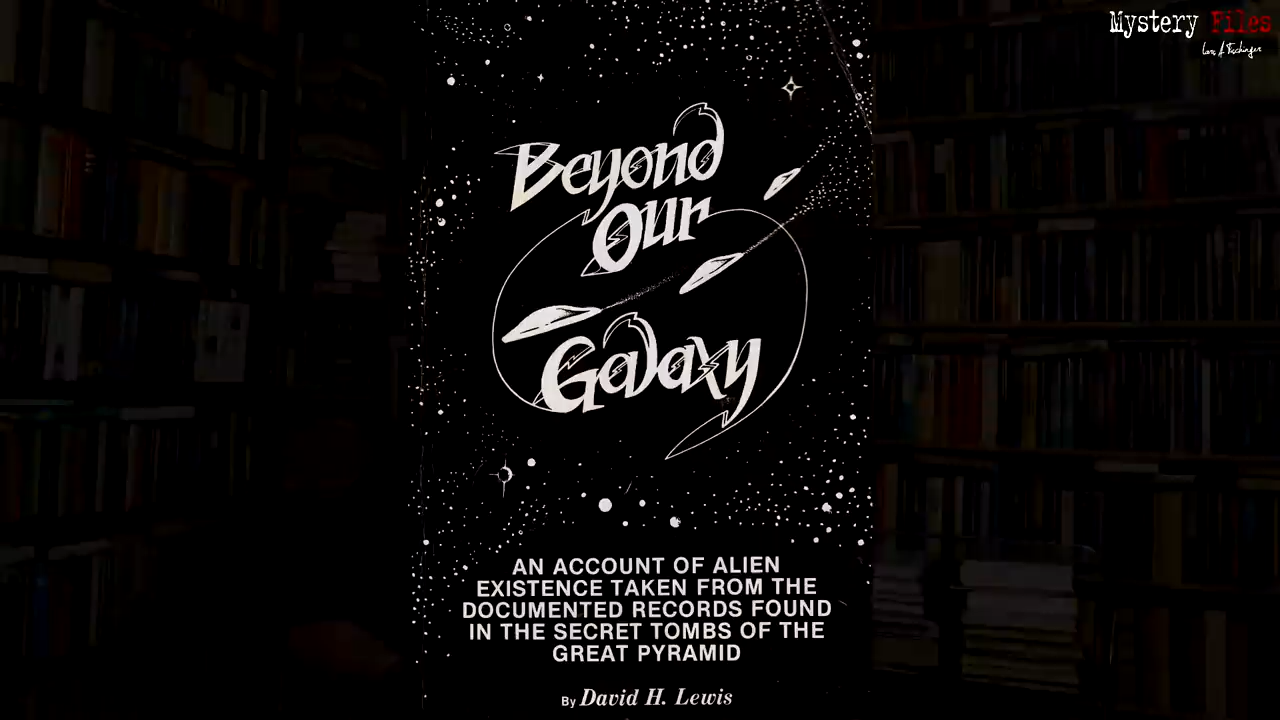 Mystery Files
Beyond
Our
Galaxy
AN ACCOUNT OF ALIEN
EXISTENCE TAKEN FROM THE
DOCUMENTED RECORDS FOUND
IN THE SECRET TOMBS OF THE
GREAT PYRAMID
By David H. Lewis